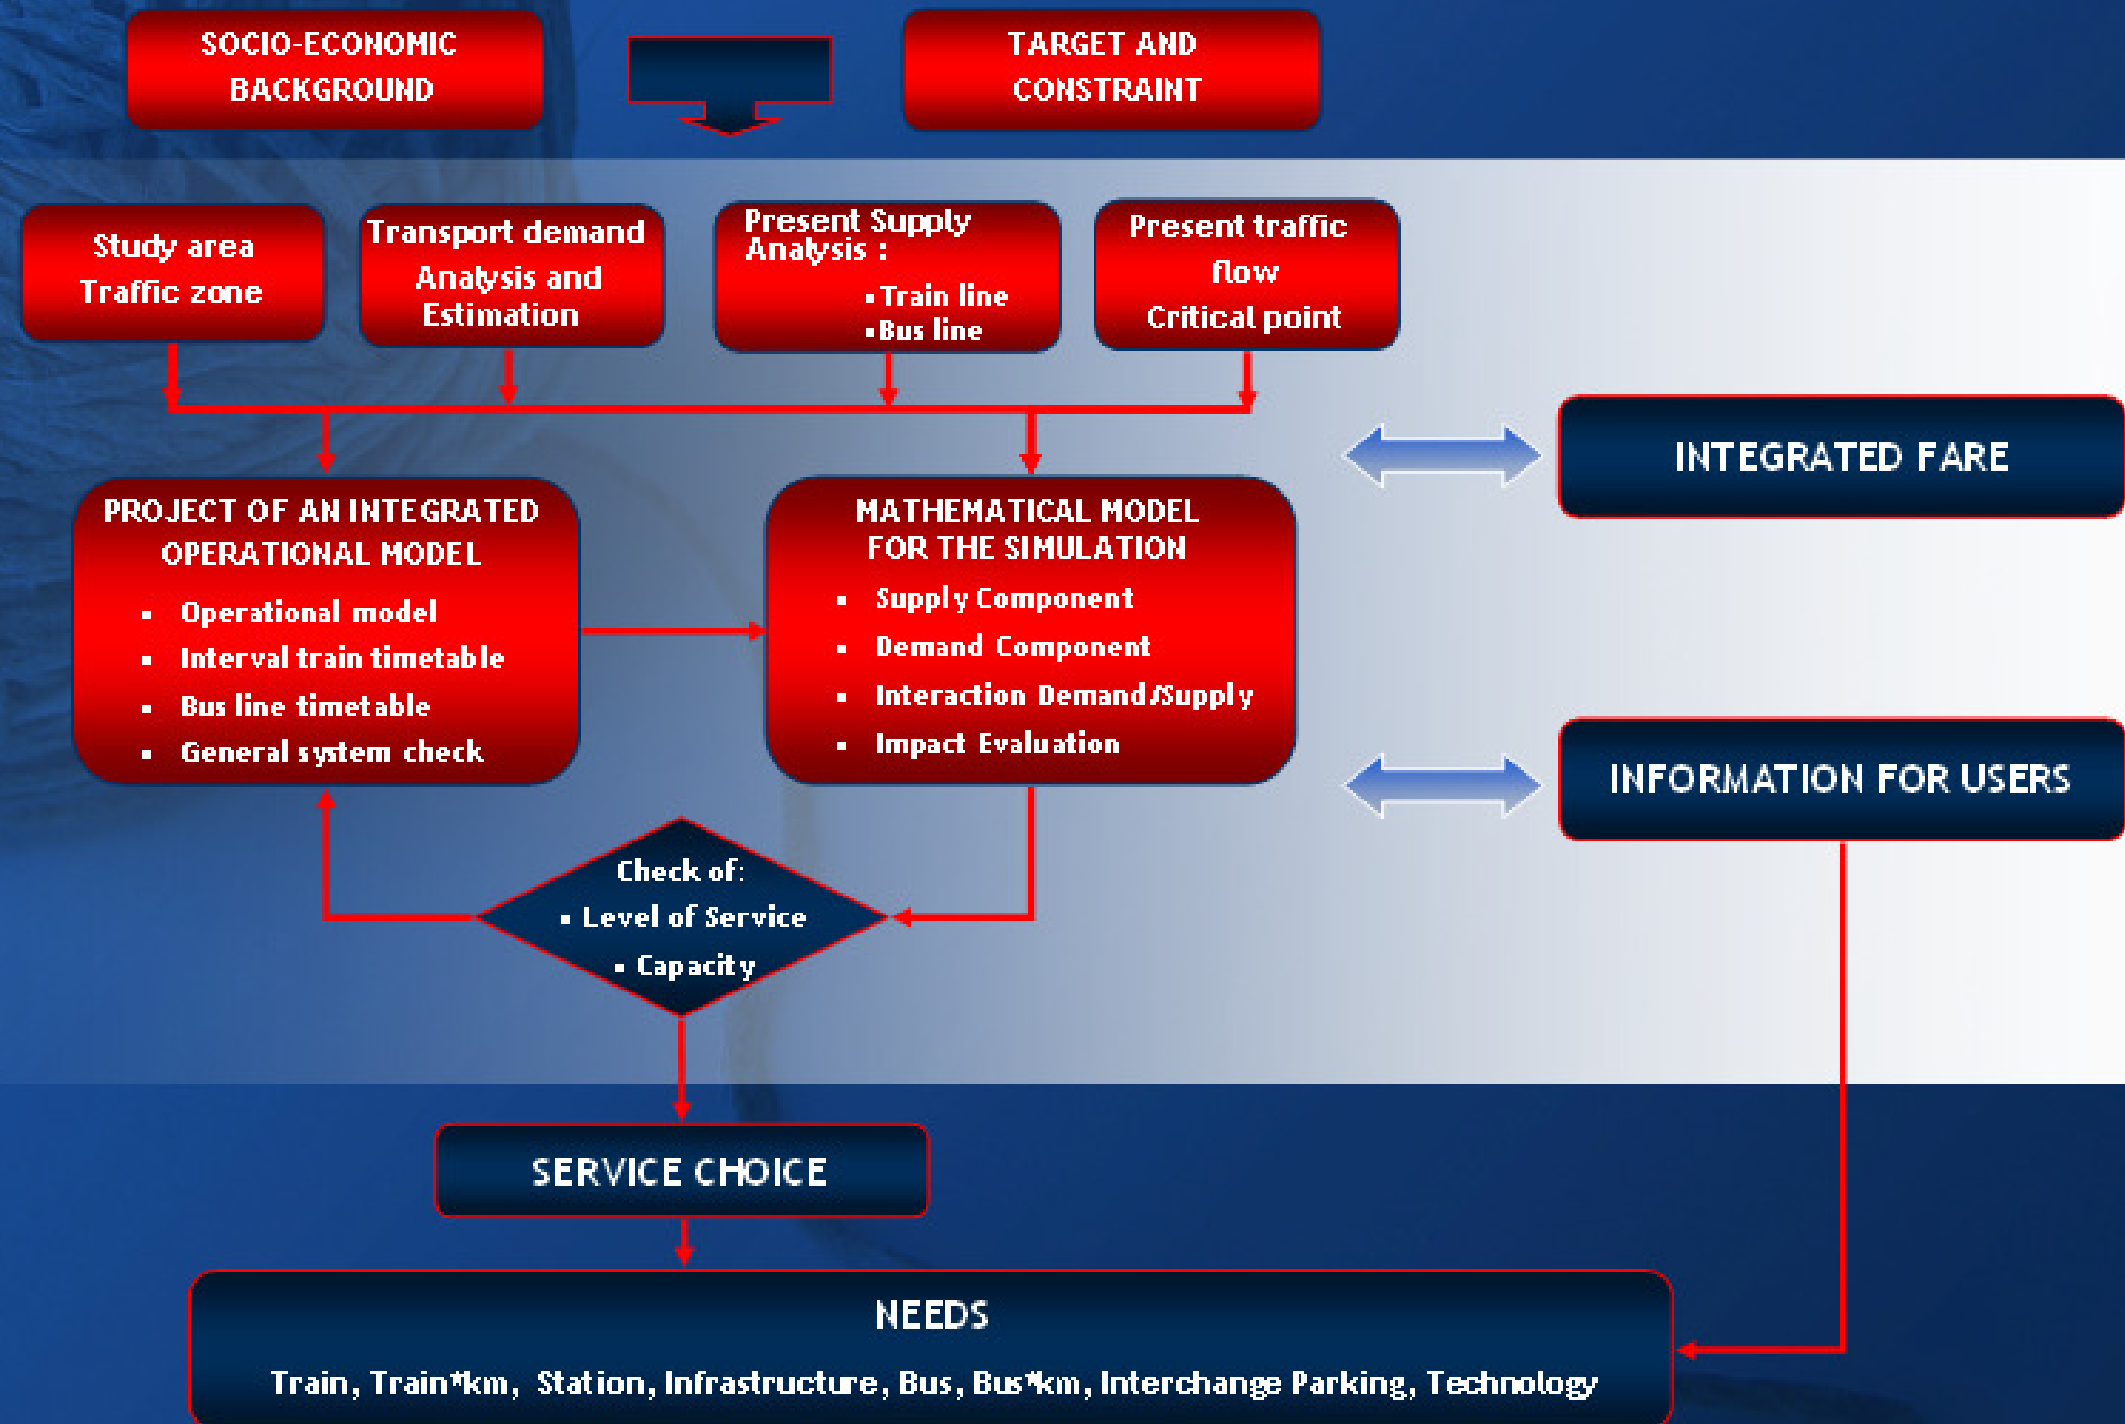 SOCIO-ECONOMIC
BACKGROUND
TARGET AND
CONSTRAINT
Study area
Traffic zone
Transport demand
Analysis and
Estimation
Present Supply
Analysis :
▪Train line
▪Bus line
Present traffic
flow
Critical point
INTEGRATED FARE
PROJECT OF AN INTEGRATED
OPERATIONAL MODEL
▪ Operational model
▪ Interval train timetable
▪ Bus line timetable
▪ General system check
MATHEMATICAL MODEL
FOR THE SIMULATION
▪ Supply Component
▪ Demand Component
▪ Interaction Demand/Supply
▪ Impact Evaluation
INFORMATION FOR USERS
Check of:
▪ Level of Service
▪ Capacity
SERVICE CHOICE
NEEDS
Train, Train*km, Station, Infrastructure, Bus, Bus*km, Interchange Parking, Technology